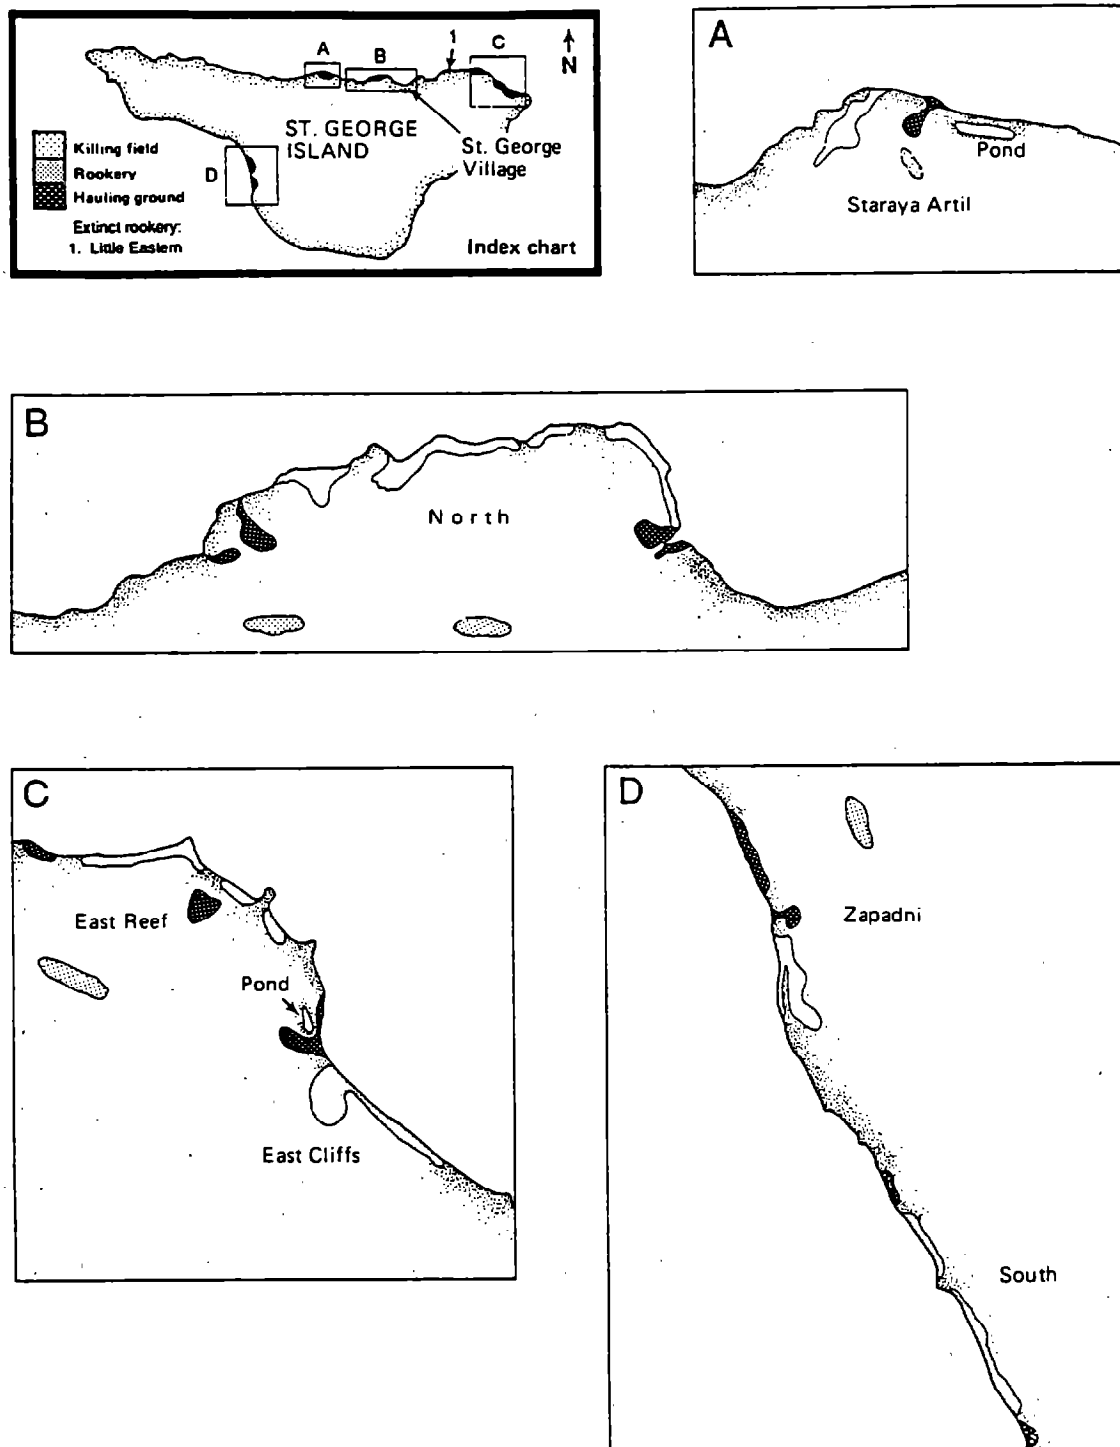 A
B
1
C
N
ST. GEORGE
ISLAND
St. George
Village
D
Killing field
Rookery
Hauling ground
Extinct rookery:
1. Little Eastern
Index chart
A
Pond
Staraya Artil
B
North
C
East Reef
Pond
East Cliffs
D
Zapadni
South